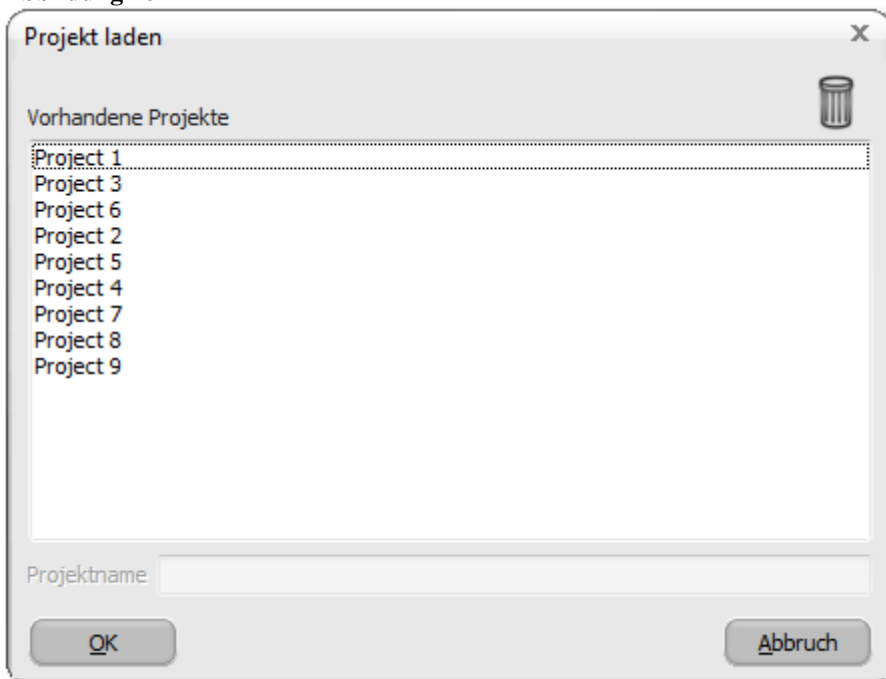 Projekt laden
Vorhandene Projekte
Project 1
Project 3
Project 6
Project 2
Project 5
Project 4
Project 7
Project 8
Project 9
Projektname
OK
Abbruch